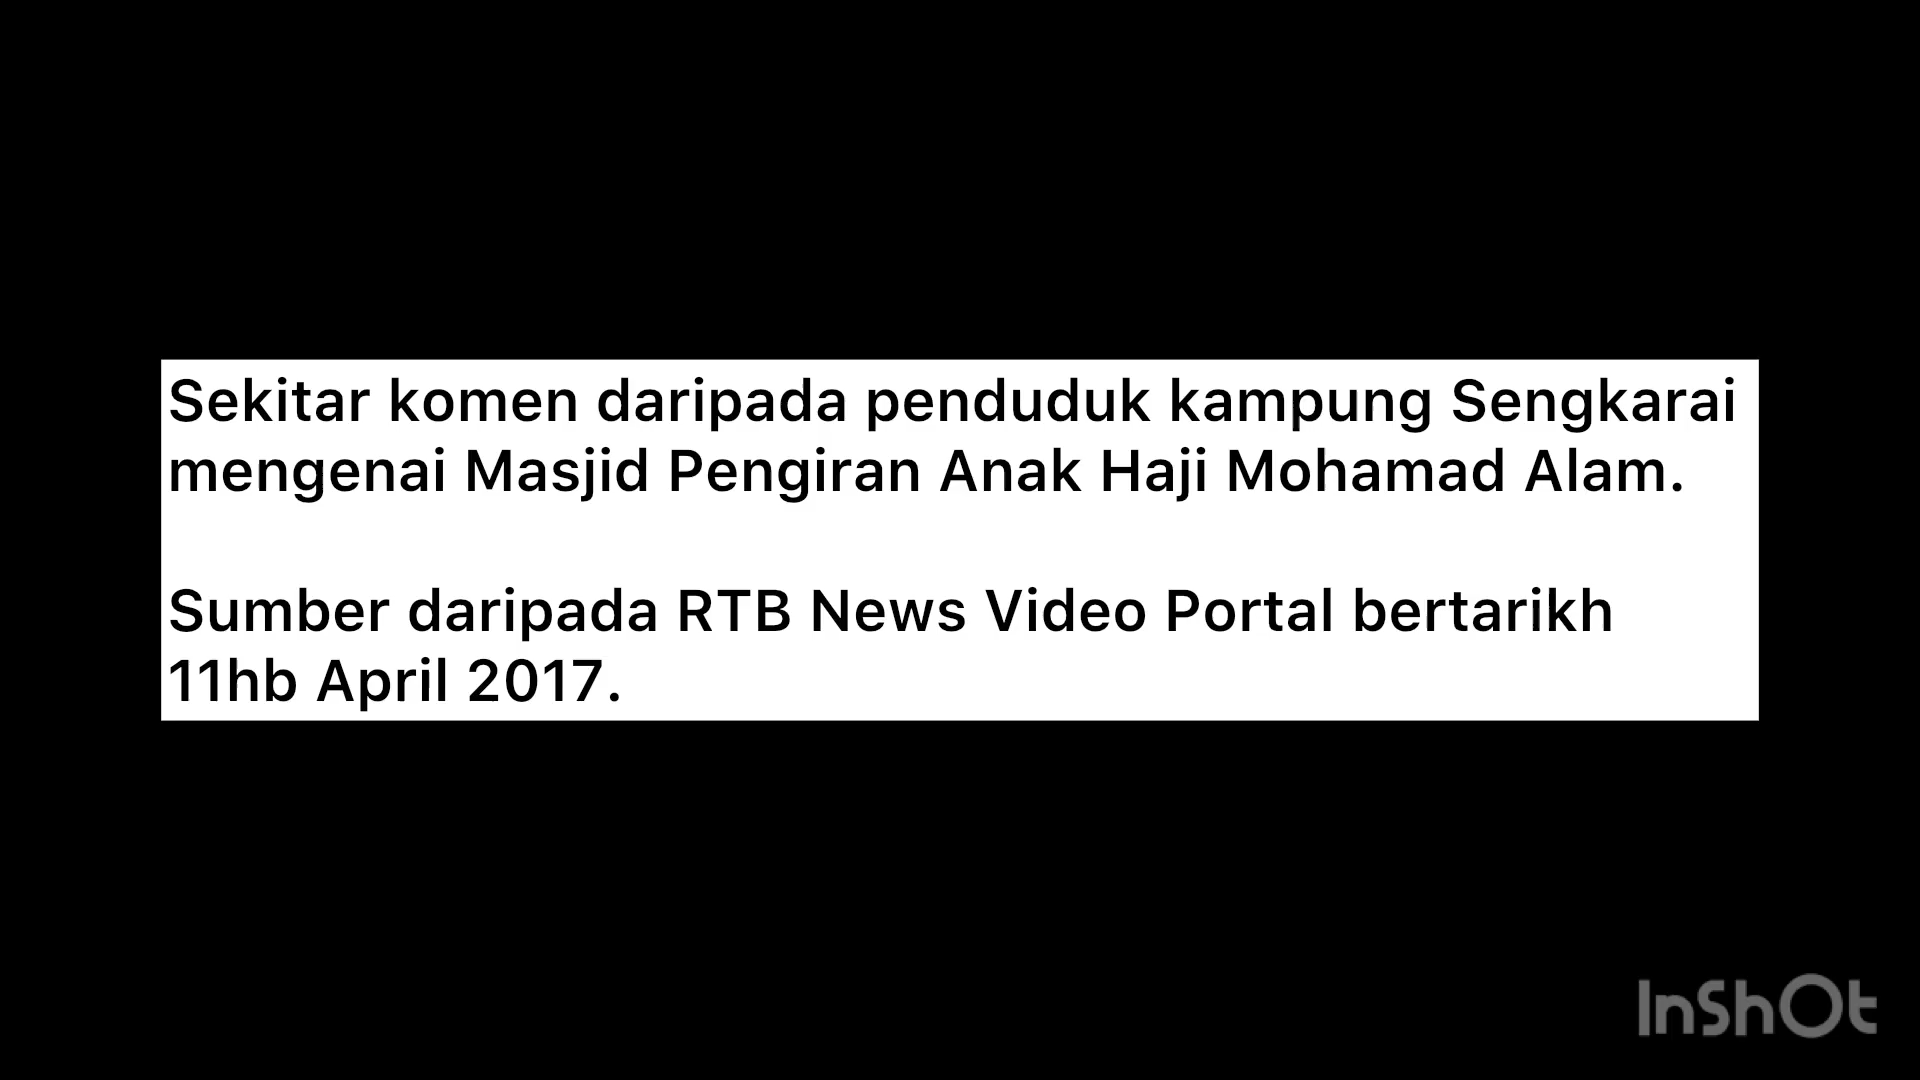 Sekitar komen daripada penduduk kampung Sengkarai
mengenai Masjid Pengiran Anak Haji Mohamad Alam.
Sumber daripada RTB News Video Portal bertarikh
11hb April 2017.
InShOt